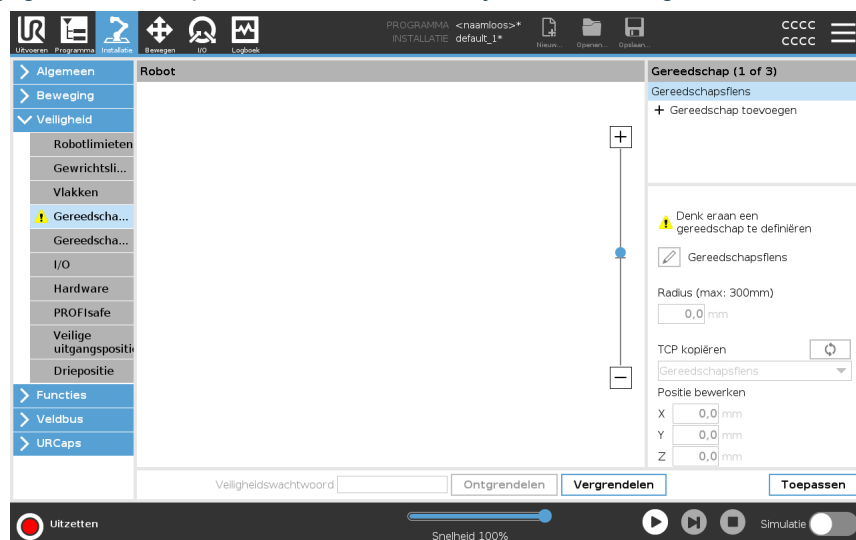 PROGRAMMA <naamloos>*
INSTALLATIE default_1*
Uitvoeren Programma Installatie Bewegen I/O Logboek Nieuw... Openen... Opslaan...
CCCC
CCCC
Algemeen
Beweging
Veiligheid
Robotlimieten
Gewrichtsli...
Vlakken
Gereedscha...
Gereedscha...
I/O
Hardware
PROFIsafe
Veilige
uitgangspositi
Driepositie
Functies
Veldbus
URCaps
Robot
Gereedschap (1 of 3)
Gereedschapsflens
+ Gereedschap toevoegen
Denk eraan een
gereedschap te definiëren
Gereedschapsflens
Radius (max: 300mm)
0,0 mm
TCP kopiëren
Gereedschapsflens
Positie bewerken
X 0,0 mm
Y 0,0 mm
Z 0,0 mm
Veiligheidswachtwoord Ontgrendelen Vergrendelen Toepassen
Uitzetten
Snelheid 100%
Simulatie